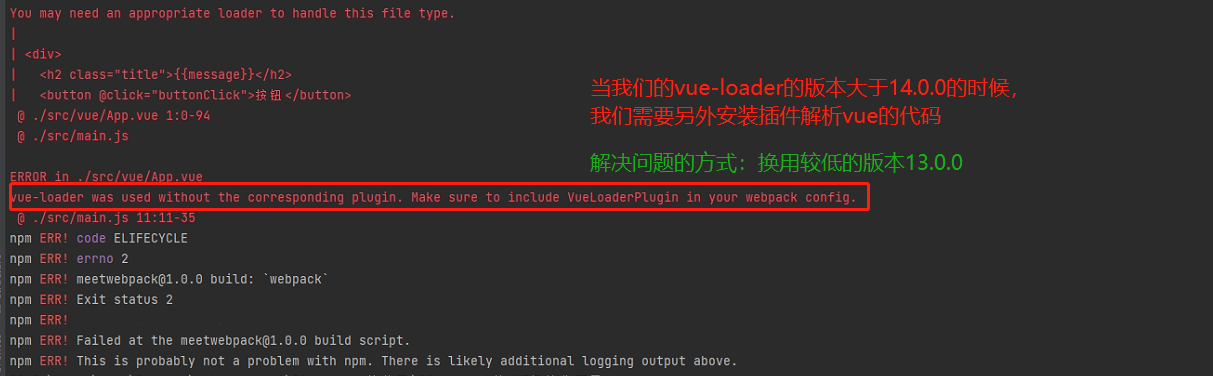 You may need an appropriate loader to handle this file type.
|
| <div>
|   <h2 class="title">{{message}}</h2>
|   <button @click="buttonClick">按钮</button>
 @ ./src/vue/App.vue 1:0-94
 @ ./src/main.js
当我们的vue-loader的版本大于14.0.0的时候，
我们需要另外安装插件解析vue的代码
解决问题的方式：换用较低的版本13.0.0
ERROR in ./src/vue/App.vue
vue-loader was used without the corresponding plugin. Make sure to include VueLoaderPlugin in your webpack config.
 @ ./src/main.js 11:11-35
npm ERR! code ELIFECYCLE
npm ERR! errno 2
npm ERR! meetwebpack@1.0.0 build: `webpack`
npm ERR! Exit status 2
npm ERR!
npm ERR! Failed at the meetwebpack@1.0.0 build script.
npm ERR! This is probably not a problem with npm. There is likely additional logging output above.